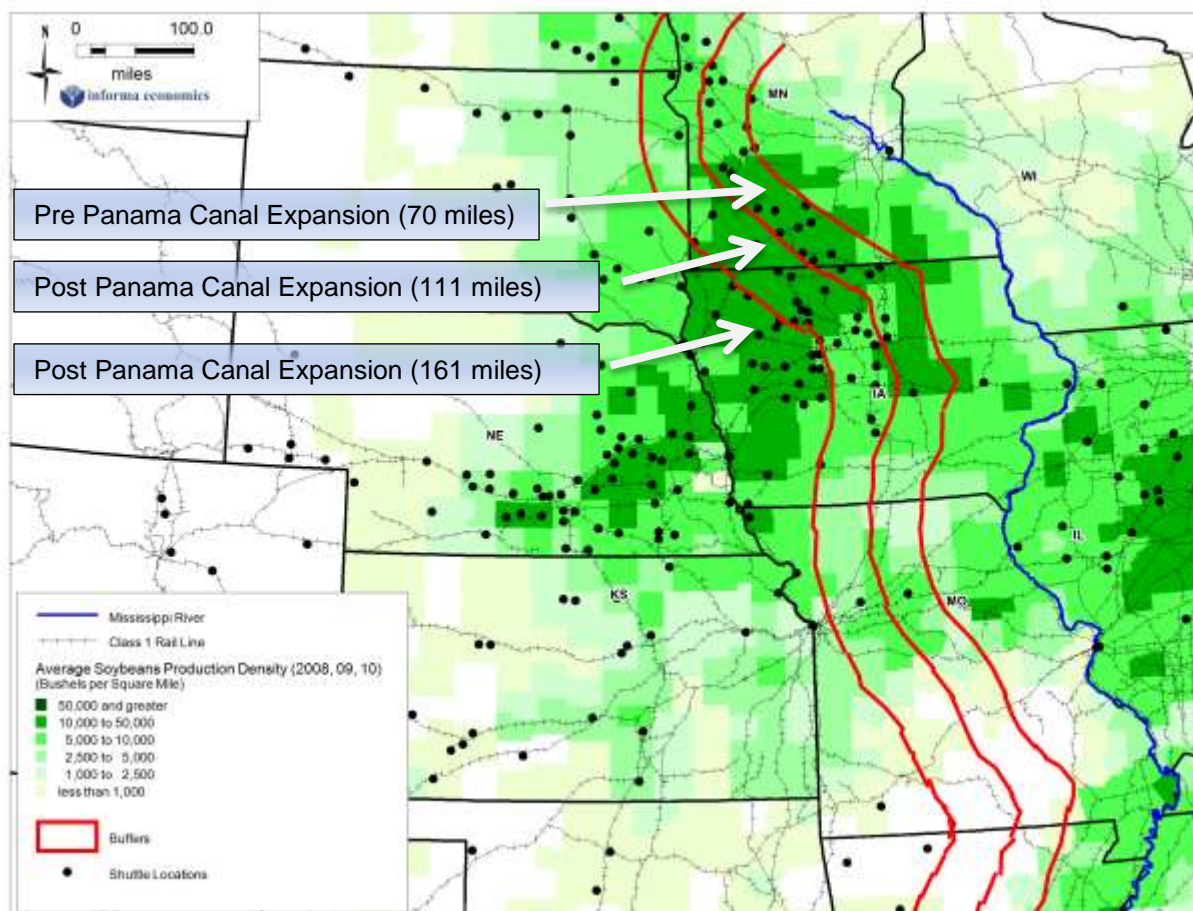 N
0 100.0
miles
informa economics
MN
WI
Pre Panama Canal Expansion (70 miles)
Post Panama Canal Expansion (111 miles)
Post Panama Canal Expansion (161 miles)
IA
NE
IL
KS
MO
Mississippi River
Class 1 Rail Line
Average Soybeans Production Density (2008, 09, 10)
(Bushels per Square Mile)
50,000 and greater
10,000 to 50,000
5,000 to 10,000
2,500 to 5,000
1,000 to 2,500
less than 1,000
Buffers
Shuttle Locations